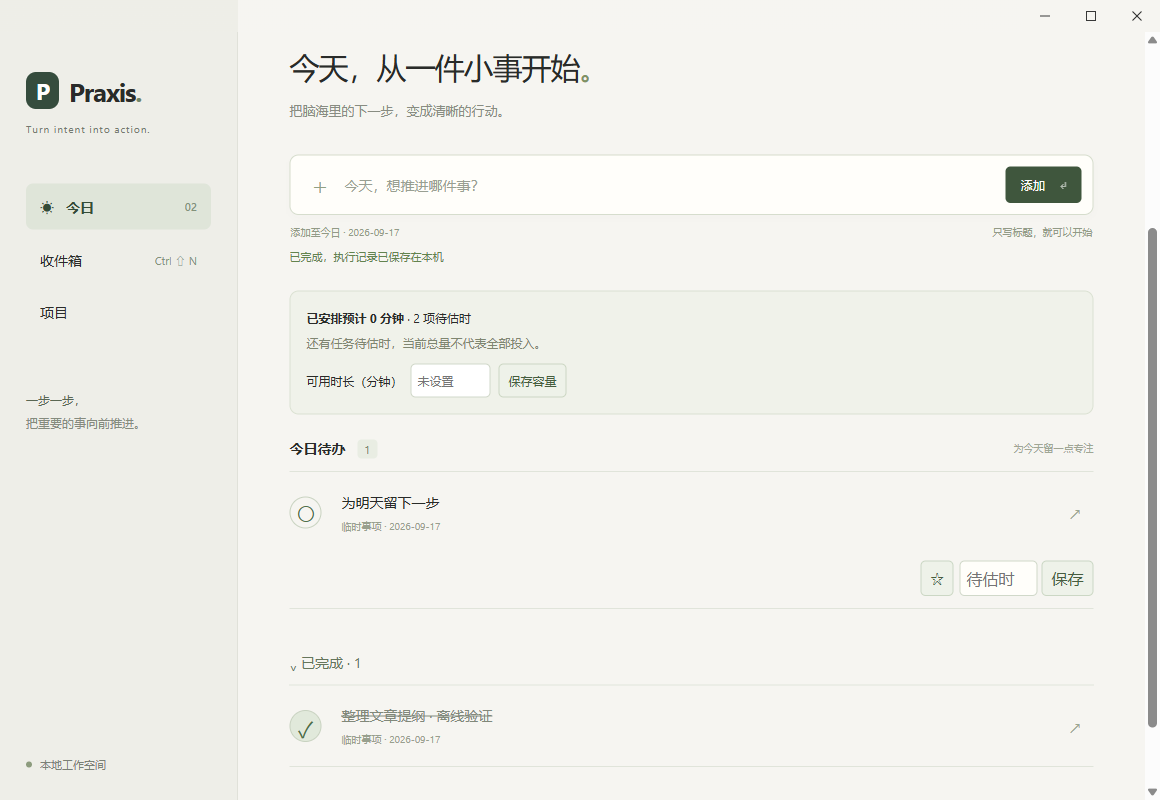 P Praxis.
Turn intent into action.
今日 02
收件箱 Ctrl ⇧ N
项目
一步一步，
把重要的事向前推进。
本地工作空间
今天，从一件小事开始。
把脑海里的下一步，变成清晰的行动。
今天，想推进哪件事?
添加 ↲
添加至今日 · 2026-09-17
只写标题，就可以开始
已完成，执行记录已保存在本机
已安排预计 0 分钟 · 2 项待估时
还有任务待估时，当前总量不代表全部投入。
可用时长（分钟） 未设置 保存容量
今日待办 1
为今天留一点专注
为明天留下一步
临时事项 · 2026-09-17
☆ 待估时 保存
已完成 · 1
整理文章提纲 · 离线验证
临时事项 · 2026-09-17